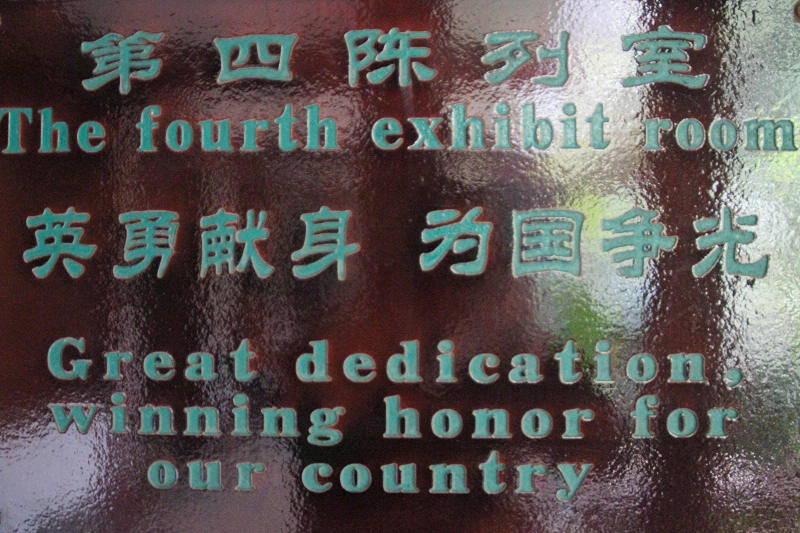 第四陈列室
The fourth exhibit room
英勇献身 为国争光
Great dedication,
winning honor for
our country